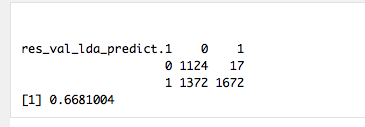 res_val_lda_predict.1 0 1
0 1124 17
1 1372 1672
[1] 0.6681004